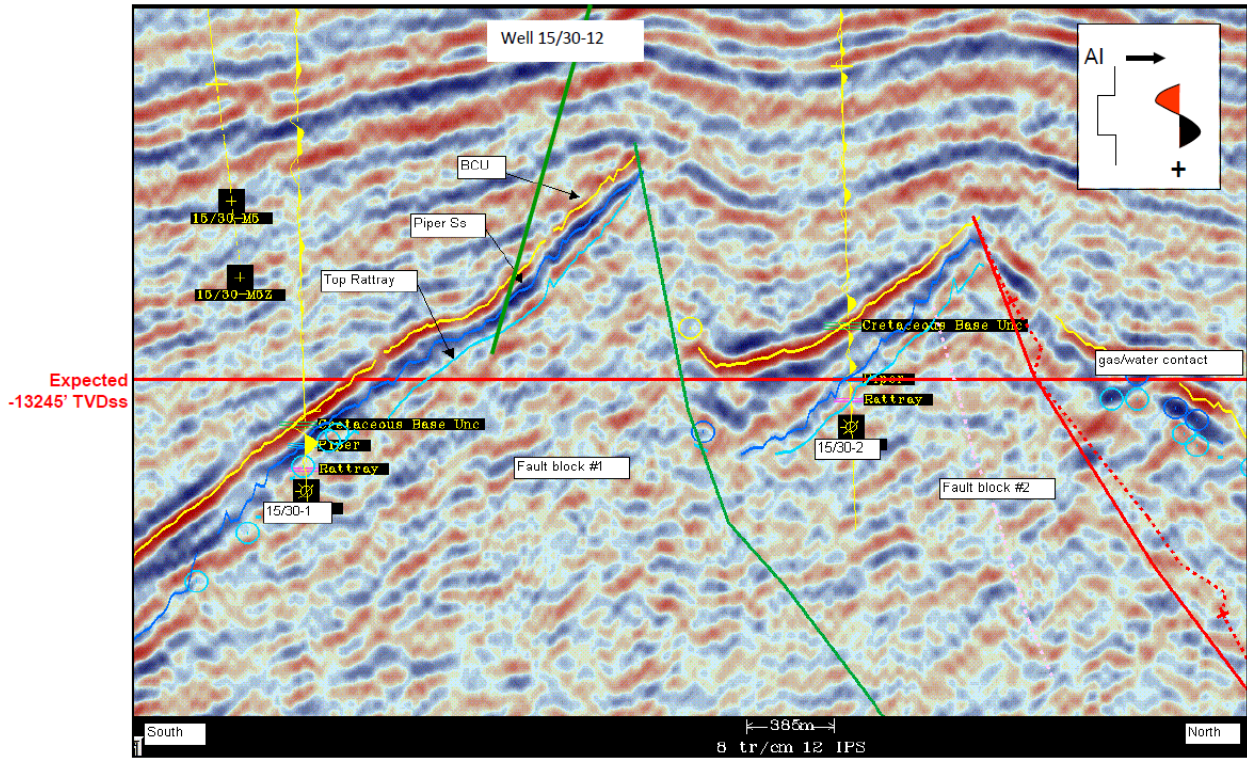 Well 15/30-12
AI
+
BCU
15/30-M5
Piper Ss
15/30-M5Z
Top Rattray
Cretaceous Base Unc
gas/water contact
Expected
-13245' TVDss
Piper
Rattray
Cretaceous Base Unc
Piper
15/30-2
Rattray
Fault block #1
Fault block #2
15/30-1
South
385m
North
8 tr/cm 12 IPS